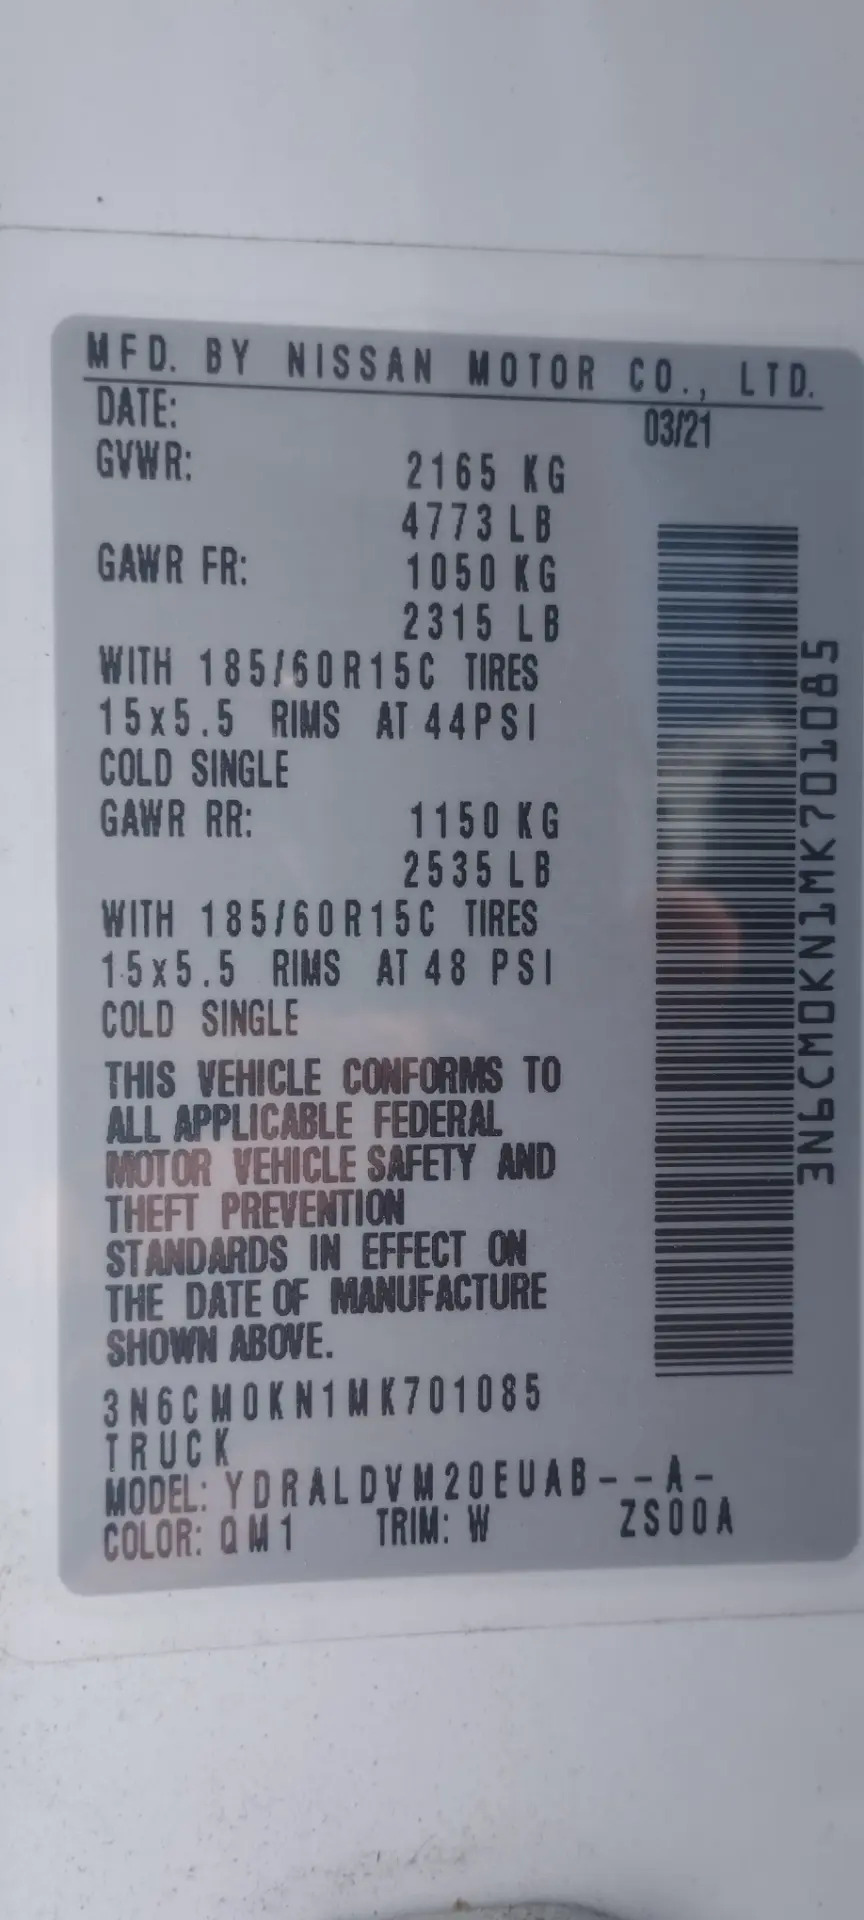 MFD. BY NISSAN MOTOR CO., LTD.
DATE: 03/21
GVWR: 2165 KG
4773 LB
GAWR FR: 1050 KG
2315 LB
WITH 185/60R15C TIRES
15x5.5 RIMS AT 44PSI
COLD SINGLE
GAWR RR: 1150 KG
2535 LB
WITH 185/60R15C TIRES
15x5.5 RIMS AT 48 PSI
COLD SINGLE
THIS VEHICLE CONFORMS TO
ALL APPLICABLE FEDERAL
MOTOR VEHICLE SAFETY AND
THEFT PREVENTION
STANDARDS IN EFFECT ON
THE DATE OF MANUFACTURE
SHOWN ABOVE.
3N6CM0KN1MK701085
TRUCK
MODEL: YDRALDVM20EUAB--A-
COLOR: QM1 TRIM: W ZS00A
3N6CM0KN1MK701085